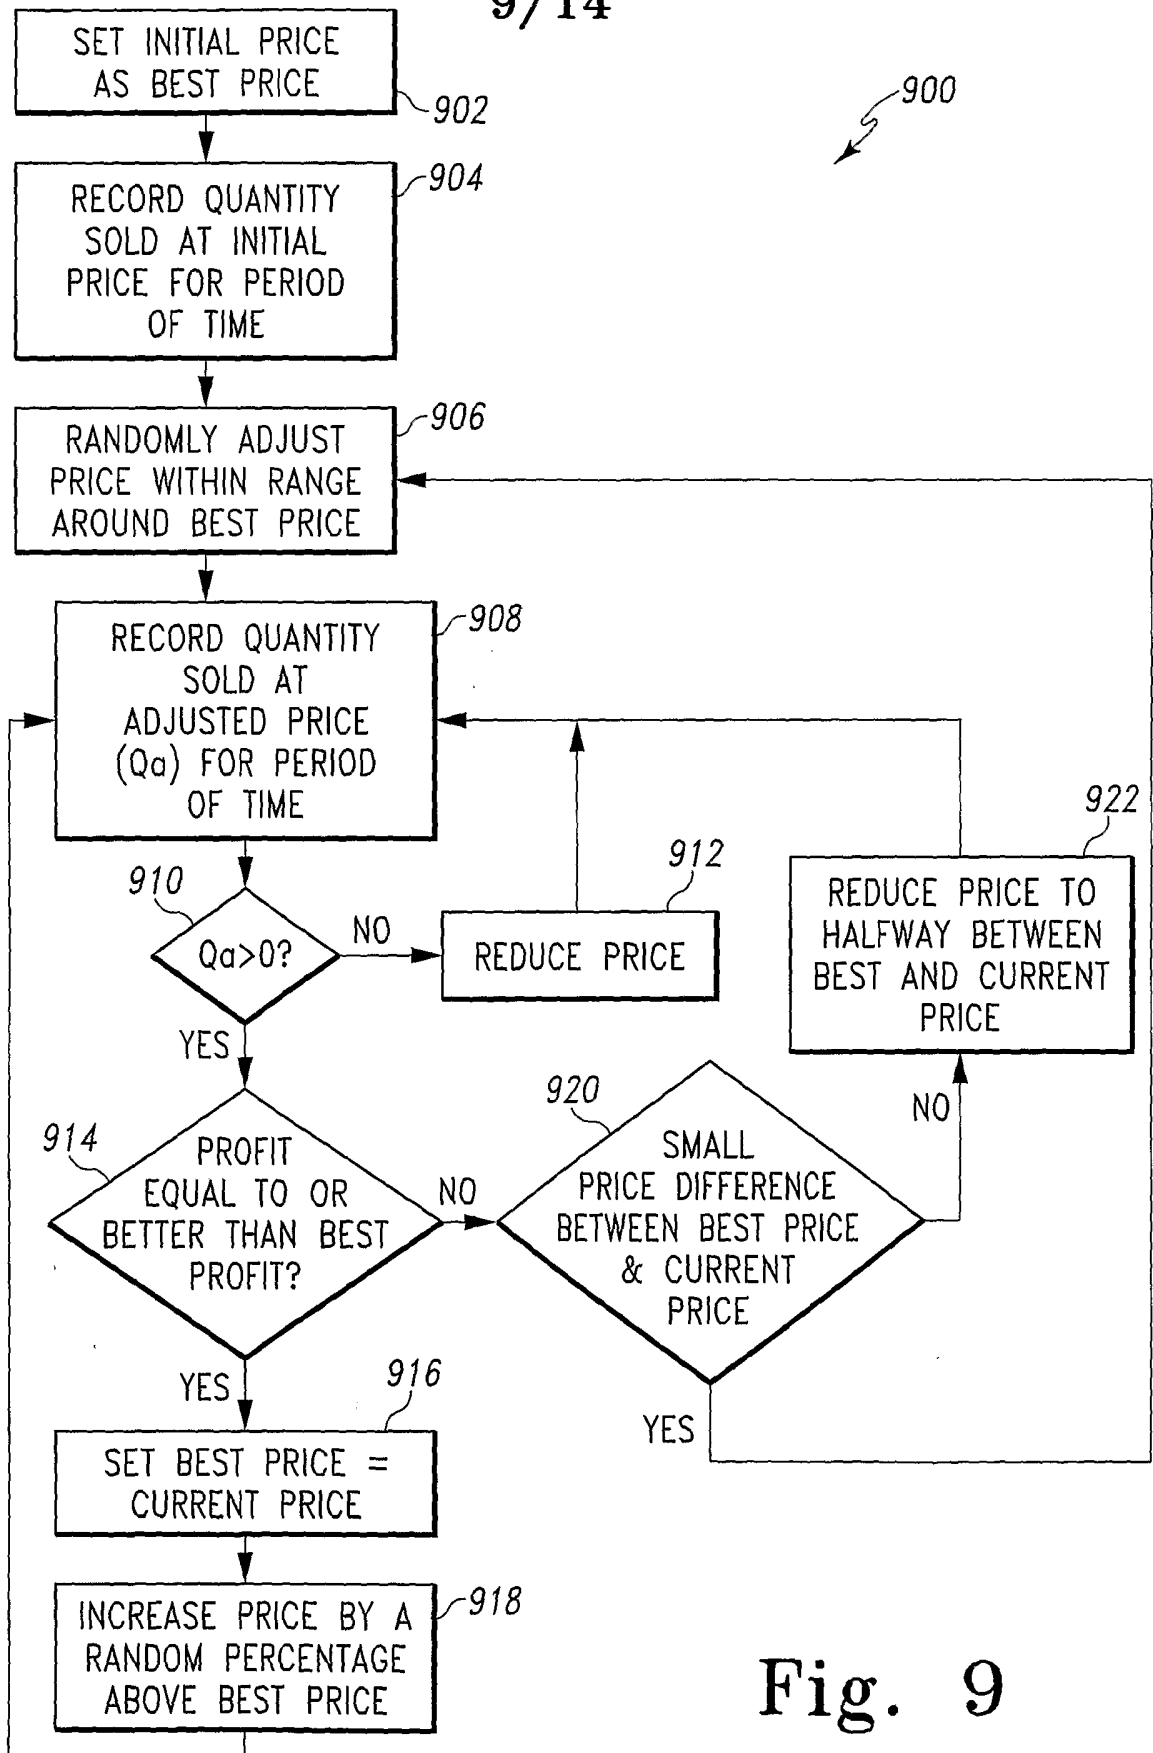 9/14
SET INITIAL PRICE
AS BEST PRICE
902
900
904
RECORD QUANTITY
SOLD AT INITIAL
PRICE FOR PERIOD
OF TIME
906
RANDOMLY ADJUST
PRICE WITHIN RANGE
AROUND BEST PRICE
908
RECORD QUANTITY
SOLD AT
ADJUSTED PRICE
(Qa) FOR PERIOD
OF TIME
910
Qa>0?
NO
912
REDUCE PRICE
922
REDUCE PRICE TO
HALFWAY BETWEEN
BEST AND CURRENT
PRICE
YES
914
PROFIT
EQUAL TO OR
BETTER THAN BEST
PROFIT?
NO
920
SMALL
PRICE DIFFERENCE
BETWEEN BEST PRICE
& CURRENT
PRICE
NO
YES
YES
916
SET BEST PRICE =
CURRENT PRICE
918
INCREASE PRICE BY A
RANDOM PERCENTAGE
ABOVE BEST PRICE
Fig. 9